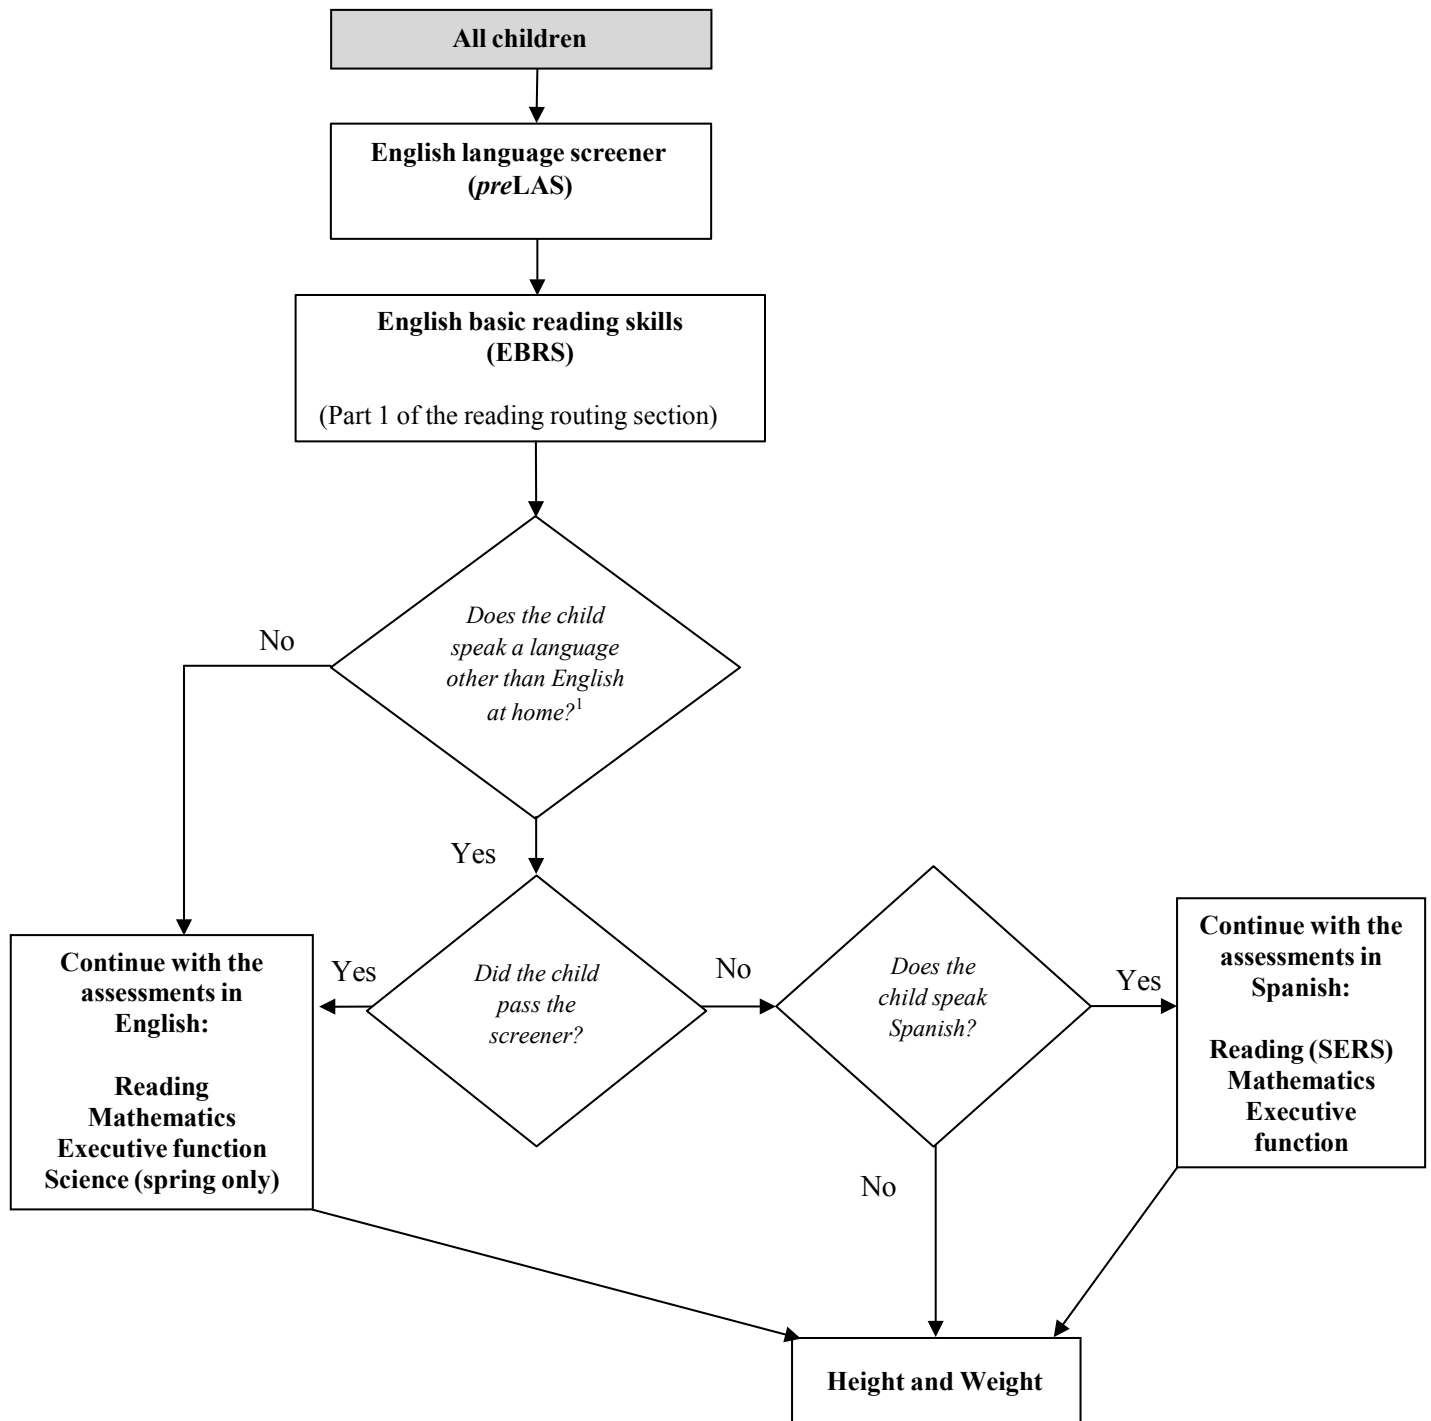 All children
English language screener
(preLAS)
English basic reading skills
(EBRS)
(Part 1 of the reading routing section)
Does the child
speak a language
other than English
at home?1
No
Yes
Continue with the
assessments in
English:
Reading
Mathematics
Executive function
Science (spring only)
Yes
Did the child
pass the
screener?
No
Does the
child speak
Spanish?
Yes
No
Continue with the
assessments in
Spanish:
Reading (SERS)
Mathematics
Executive
function
Height and Weight